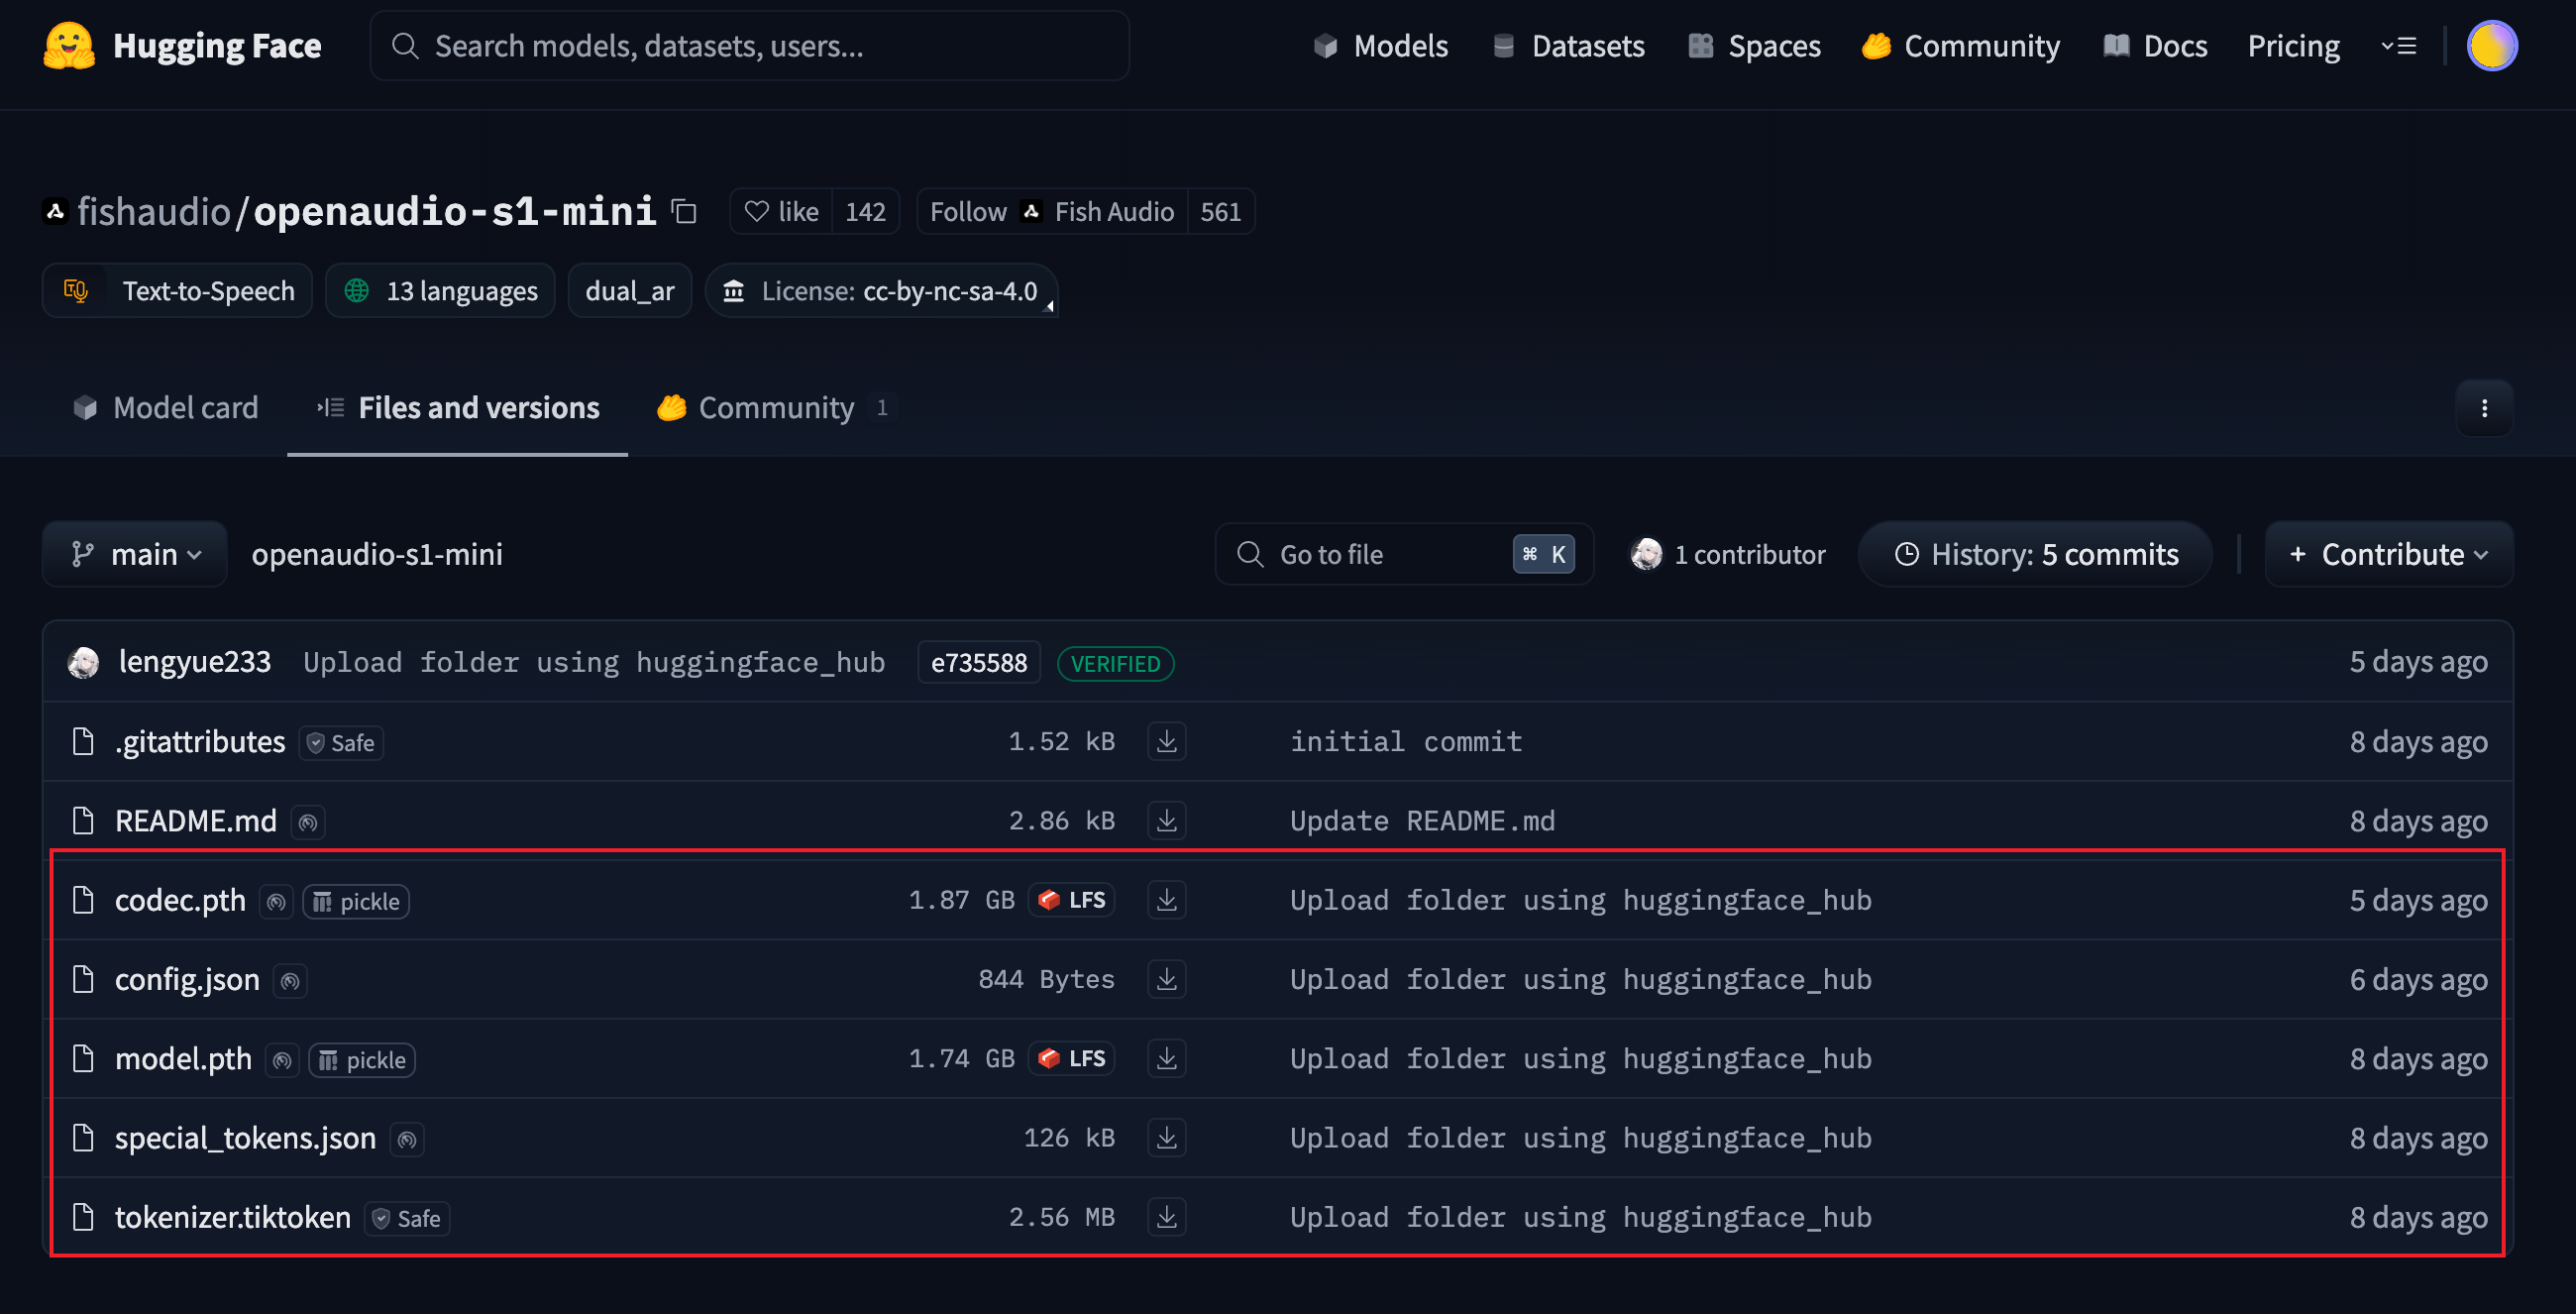 Hugging Face Search models, datasets, users... Models Datasets Spaces Community Docs Pricing
fishaudio/openaudio-s1-mini like 142 Follow Fish Audio 561
Text-to-Speech 13 languages dual_ar License: cc-by-nc-sa-4.0
Model card Files and versions Community 1
main openaudio-s1-mini Go to file ⌘ K 1 contributor History: 5 commits + Contribute
lengyue233 Upload folder using huggingface_hub e735588 VERIFIED 5 days ago
.gitattributes Safe 1.52 kB initial commit 8 days ago
README.md 2.86 kB Update README.md 8 days ago
codec.pth pickle 1.87 GB LFS Upload folder using huggingface_hub 5 days ago
config.json 844 Bytes Upload folder using huggingface_hub 6 days ago
model.pth pickle 1.74 GB LFS Upload folder using huggingface_hub 8 days ago
special_tokens.json 126 kB Upload folder using huggingface_hub 8 days ago
tokenizer.tiktoken Safe 2.56 MB Upload folder using huggingface_hub 8 days ago